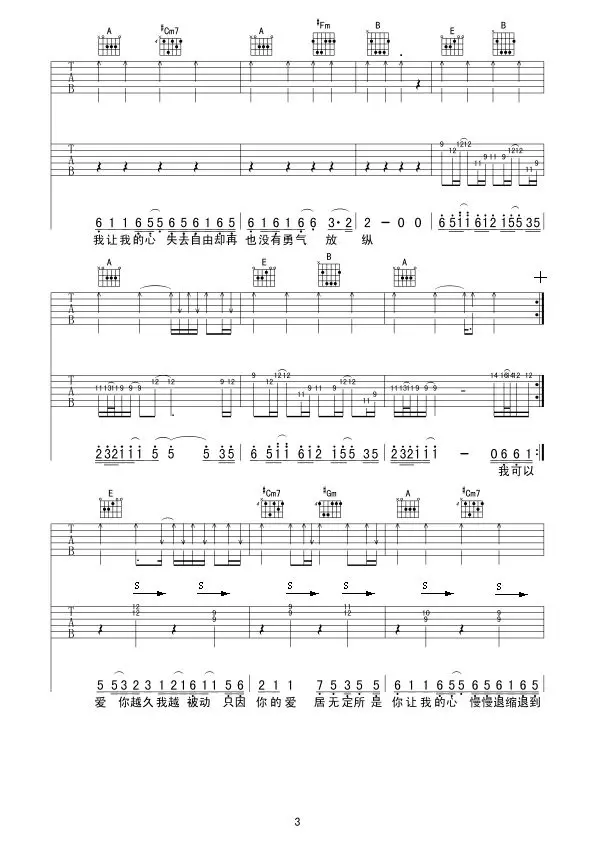 A #Cm7 A #Fm B E B
T A B
T A B 9 12 1212 11 9 11 9 1212 11 9
6 1 1 6 5 5 6 5 6 1 6 5 6 1 6 1 6 6 3·2 2 — 0 0 6 5 1 1 6 1 2 1 5 5 3 5
我让我的心 失去自由却再 也没有勇气 放 纵
A E B A
T A B
T A B 11 1311 9 9 9 12 12 9 12 9 12 1212 11 9 11 9 12 12 11 9 11 1311 9 9 9 – 14 1614 12 12
2 3 2 1 1 1 5 5 5 3 5 6 5 1 1 6 1 2 1 5 5 3 5 2 3 2 1 1 1 — 0 6 6 1
我可以
E #Cm7 #Gm A #Cm7
T A B
S S S S S S
T A B 12 12 9 9 9 9 11 12 10 9 9 9
5 5 3 2 3 1 2 1 6 1 1 5 6 2 1 1 7 5 3 5 5 6 1 1 6 5 5 6 5 6 1 6 5
爱 你越久我越 被动 只因 你的爱 居无定所是 你让我的心 慢慢退缩退到
3